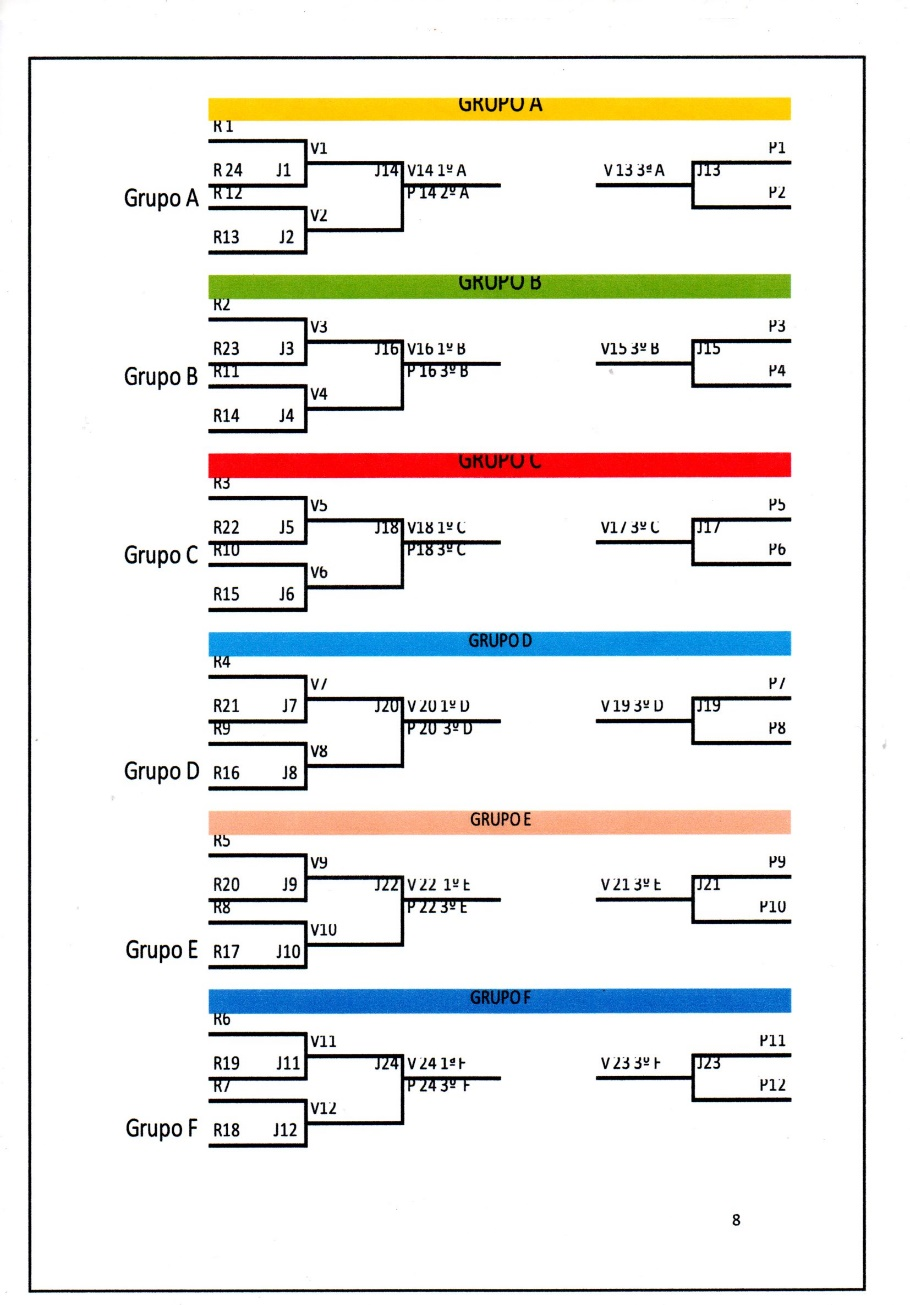 GRUPO A
R 1
V1
P1
R 24 J1
J14 V14 1º A
V 13 3ª A J13
Grupo A
R12
P 14 2º A
P2
V2
R13 J2
GRUPO B
R2
V3
P3
R23 J3
J16 V16 1º B
V15 3º B J15
Grupo B
R11
P 16 3º B
P4
V4
R14 J4
GRUPO C
R3
V5
P5
R22 J5
J18 V18 1º C
V17 3º C J17
Grupo C
R10
P18 3º C
P6
V6
R15 J6
GRUPO D
R4
V7
P7
R21 J7
J20 V 20 1º D
V 19 3º D J19
R9
P 20 3º D
P8
V8
Grupo D R16 J8
GRUPO E
R5
V9
P9
R20 J9
J22 V 22 1º E
V 21 3º E J21
R8
P 22 3º E
P10
V10
Grupo E R17 J10
GRUPO F
R6
V11
P11
R19 J11
J24 V 24 1ª F
V 23 3º F J23
R7
P 24 3º F
P12
V12
Grupo F R18 J12
8